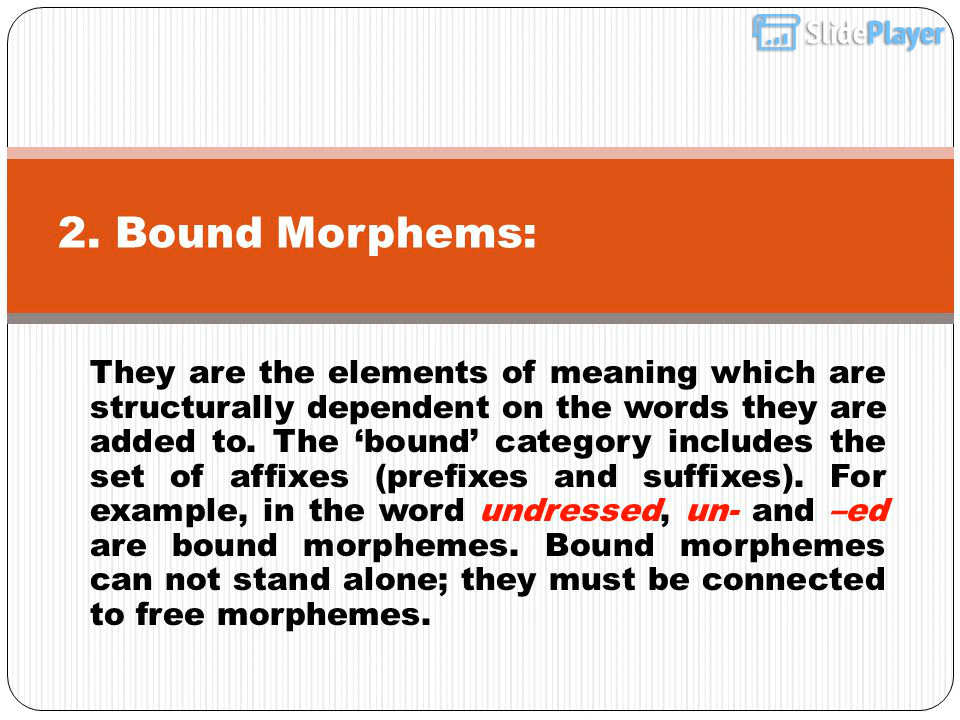 SlidePlayer
2. Bound Morphems:
They are the elements of meaning which are
structurally dependent on the words they are
added to. The ‘bound’ category includes the
set of affixes (prefixes and suffixes). For
example, in the word undressed, un- and –ed
are bound morphemes. Bound morphemes
can not stand alone; they must be connected
to free morphemes.